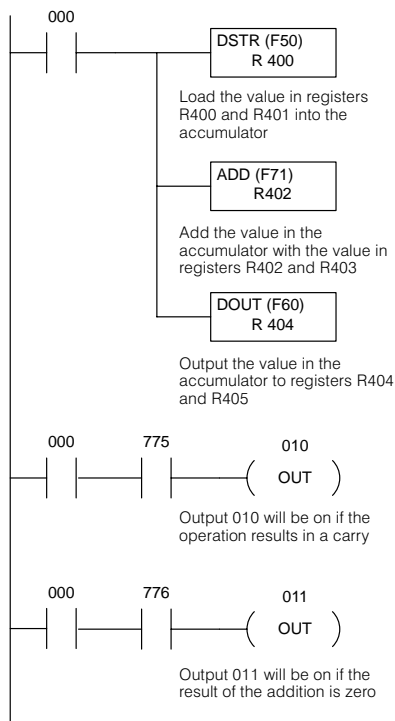 000
DSTR (F50)
R 400
Load the value in registers
R400 and R401 into the
accumulator
ADD (F71)
R402
Add the value in the
accumulator with the value in
registers R402 and R403
DOUT (F60)
R 404
Output the value in the
accumulator to registers R404
and R405
000 775 010
OUT
Output 010 will be on if the
operation results in a carry
000 776 011
OUT
Output 011 will be on if the
result of the addition is zero